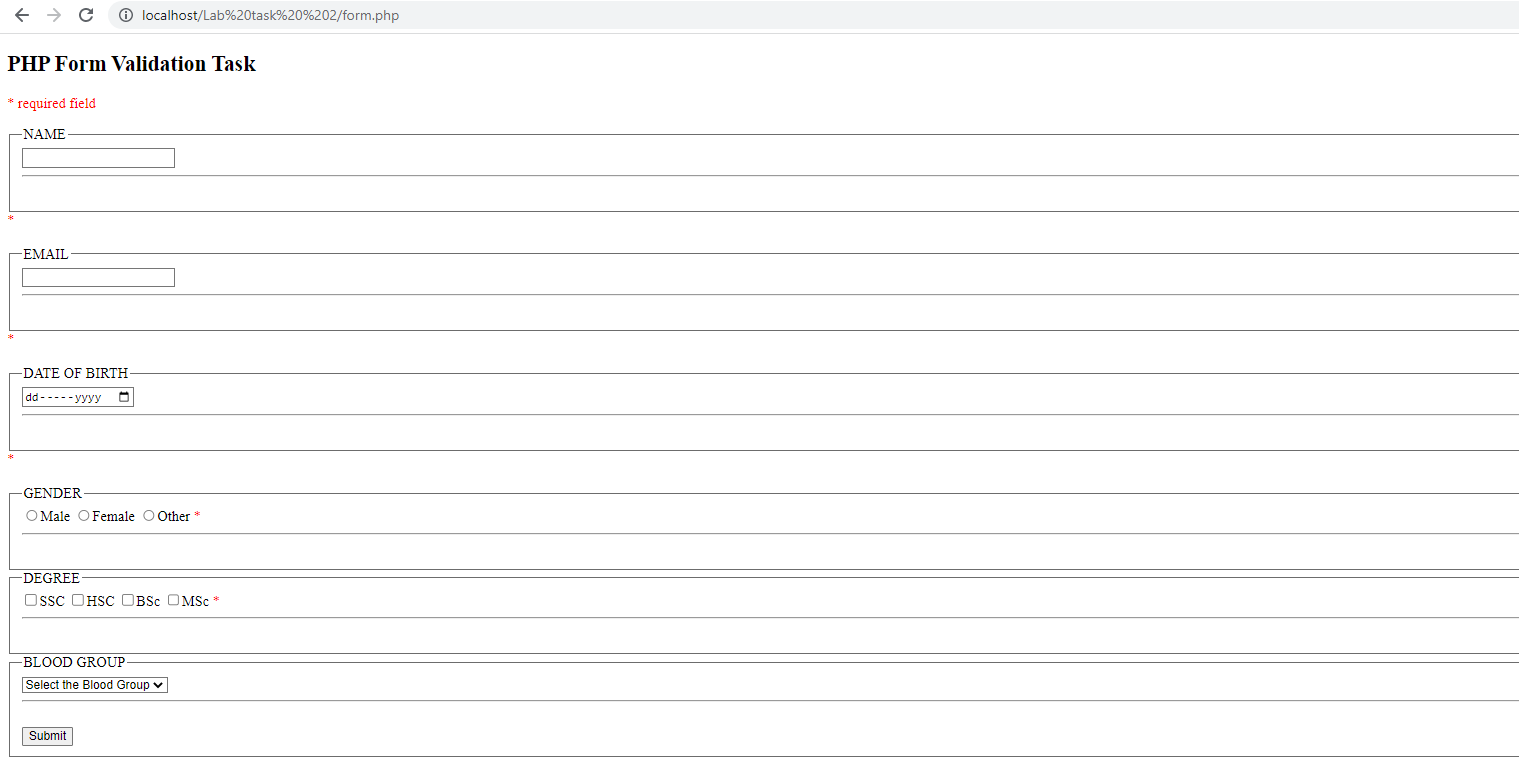 localhost/Lab%20task%20%202/form.php
PHP Form Validation Task
* required field
NAME
*
EMAIL
*
DATE OF BIRTH
dd-----yyyy
*
GENDER
Male Female Other *
DEGREE
SSC HSC BSc MSc *
BLOOD GROUP
Select the Blood Group
Submit